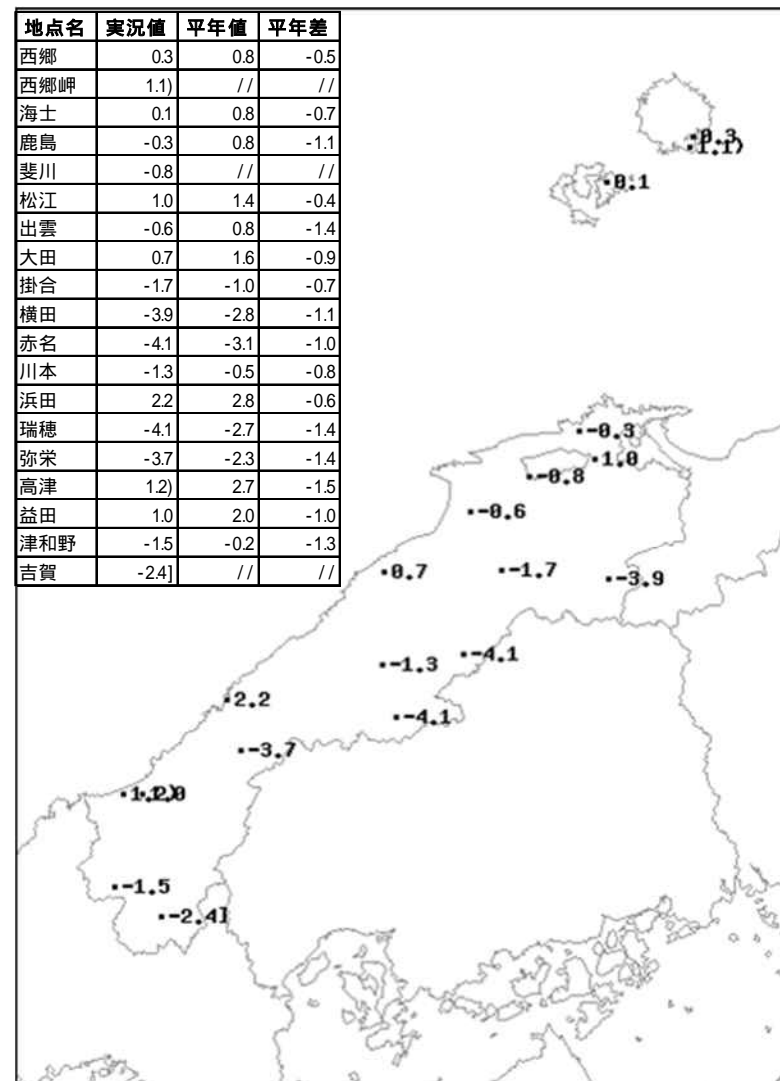 地点名 実況値 平年値 平年差
西郷 0.3 0.8 -0.5
西郷岬 1.1) // //
海士 0.1 0.8 -0.7
鹿島 -0.3 0.8 -1.1
斐川 -0.8 // //
松江 1.0 1.4 -0.4
出雲 -0.6 0.8 -1.4
大田 0.7 1.6 -0.9
掛合 -1.7 -1.0 -0.7
横田 -3.9 -2.8 -1.1
赤名 -4.1 -3.1 -1.0
川本 -1.3 -0.5 -0.8
浜田 2.2 2.8 -0.6
瑞穂 -4.1 -2.7 -1.4
弥栄 -3.7 -2.3 -1.4
高津 1.2) 2.7 -1.5
益田 1.0 2.0 -1.0
津和野 -1.5 -0.2 -1.3
吉賀 -2.4] // //
0.3
1.1)
0.1
-0.3
1.0
-0.8
-0.6
0.7 -1.7 -3.9
-4.1
-1.3
2.2
-4.1
-3.7
-1.5
-2.4]